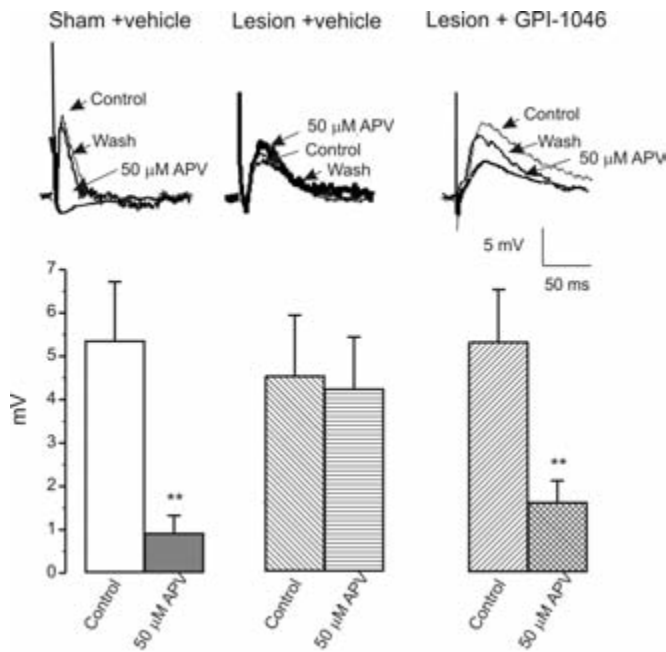 Sham +vehicle
Lesion +vehicle
Lesion + GPI-1046
Control
Wash
50 µM APV
50 µM APV
Control
Wash
Control
Wash
50 µM APV
5 mV
50 ms
7
6
5
4
3
2
1
0
mV
**
**
Control
50 µM APV
Control
50 µM APV
Control
50 µM APV